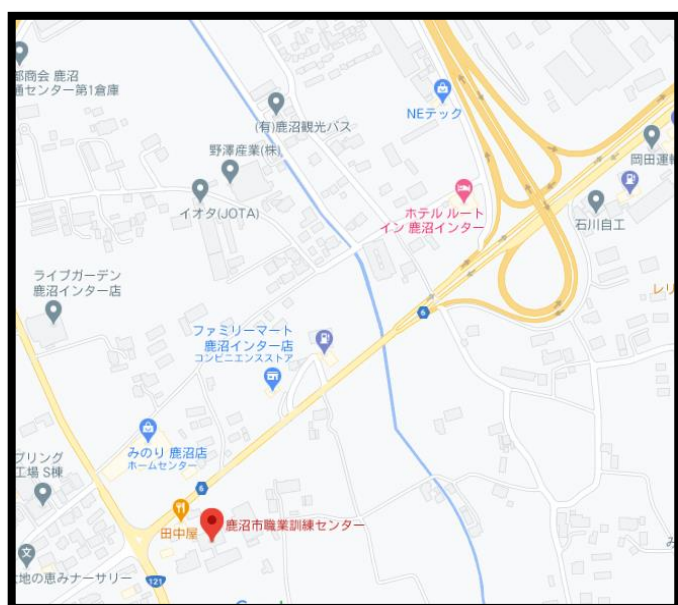 部商会 鹿沼
通センター第1倉庫
NEテック
(有)鹿沼観光バス
野澤産業(株)
岡田運輸
イオタ(JOTA)
ホテル ルート
イン 鹿沼インター
石川自工
ライブガーデン
鹿沼インター店
レリ
6
ファミリーマート
鹿沼インター店
コンビニエンスストア
みのり 鹿沼店
ホームセンター
プリング
工場 S棟
6
田中屋
鹿沼市職業訓練センター
み
地の恵みナーサリー
121